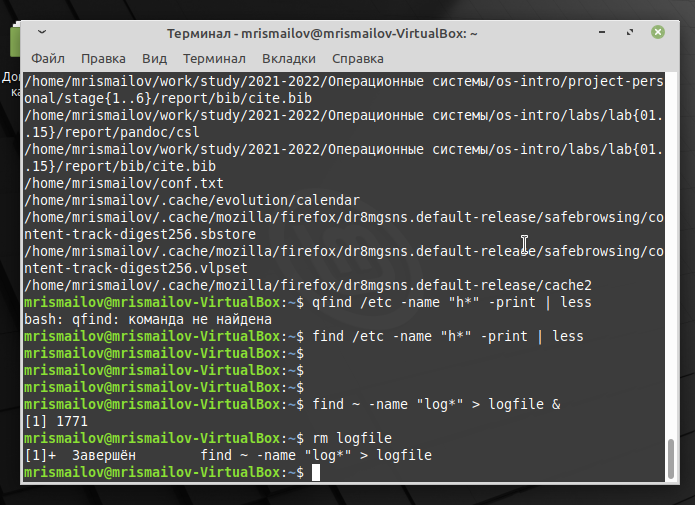 До
ка
Терминал - mrismailov@mrismailov-VirtualBox: ~
Файл Правка Вид Терминал Вкладки Справка
/home/mrismailov/work/study/2021-2022/Операционные системы/os-intro/project-pers
onal/stage{1..6}/report/bib/cite.bib
/home/mrismailov/work/study/2021-2022/Операционные системы/os-intro/labs/lab{01.
.15}/report/pandoc/csl
/home/mrismailov/work/study/2021-2022/Операционные системы/os-intro/labs/lab{01.
.15}/report/bib/cite.bib
/home/mrismailov/conf.txt
/home/mrismailov/.cache/evolution/calendar
/home/mrismailov/.cache/mozilla/firefox/dr8mgsns.default-release/safebrowsing/co
ntent-track-digest256.sbstore
/home/mrismailov/.cache/mozilla/firefox/dr8mgsns.default-release/safebrowsing/co
ntent-track-digest256.vlpset
/home/mrismailov/.cache/mozilla/firefox/dr8mgsns.default-release/cache2
mrismailov@mrismailov-VirtualBox:~$ qfind /etc -name "h*" -print | less
bash: qfind: команда не найдена
mrismailov@mrismailov-VirtualBox:~$ find /etc -name "h*" -print | less
mrismailov@mrismailov-VirtualBox:~$
mrismailov@mrismailov-VirtualBox:~$
mrismailov@mrismailov-VirtualBox:~$
mrismailov@mrismailov-VirtualBox:~$ find ~ -name "log*" > logfile &
[1] 1771
mrismailov@mrismailov-VirtualBox:~$ rm logfile
[1]+  Завершён        find ~ -name "log*" > logfile
mrismailov@mrismailov-VirtualBox:~$